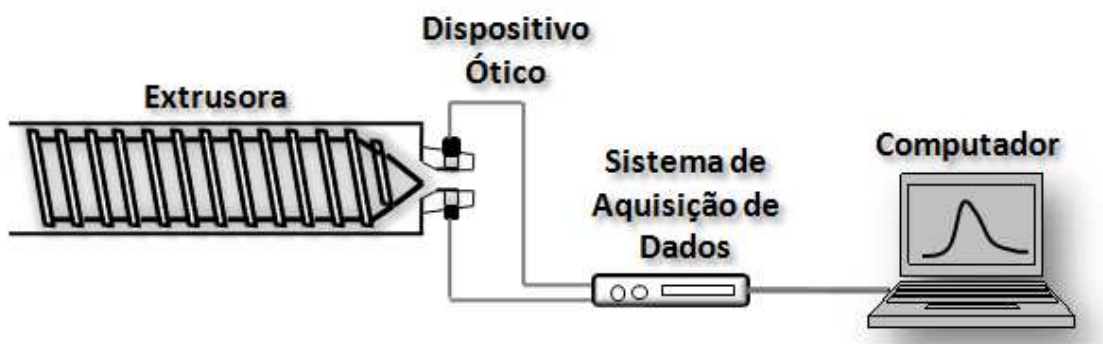 Dispositivo
Ótico
Extrusora
Sistema de
Aquisição de
Dados
Computador